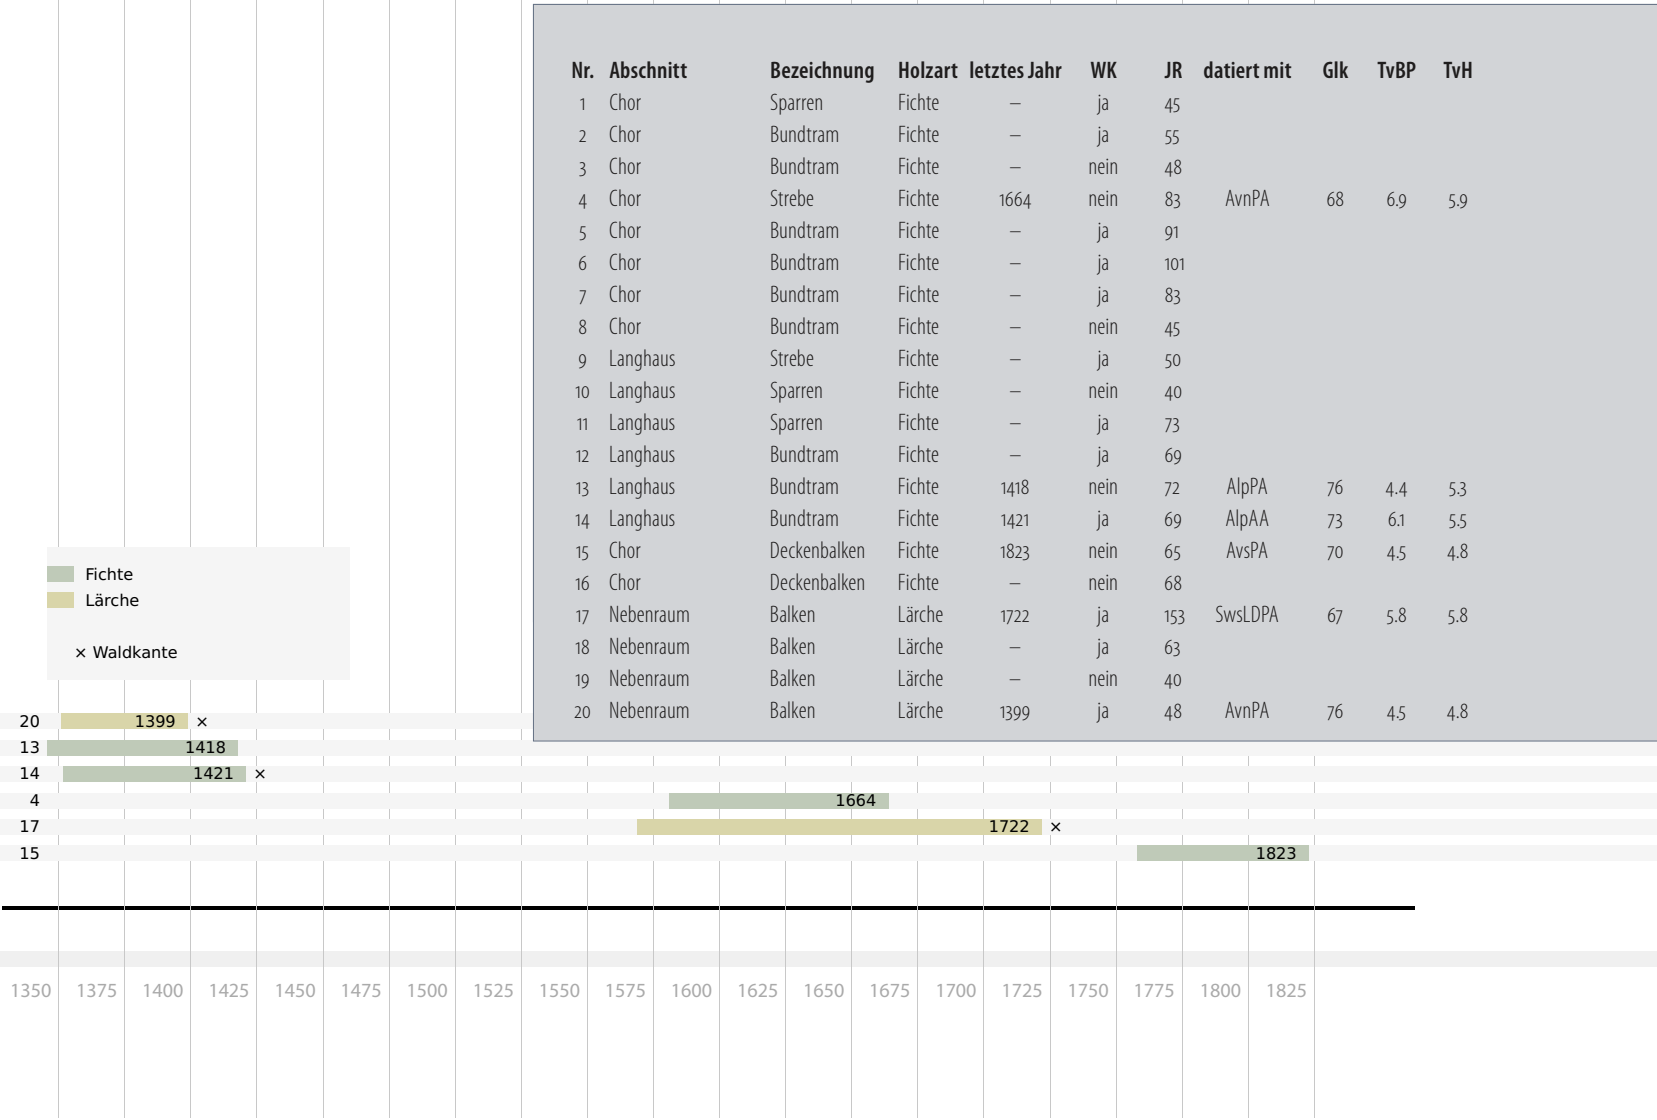 Nr. Abschnitt Bezeichnung Holzart letztes Jahr WK JR datiert mit Glk TvBP TvH
1 Chor Sparren Fichte – ja 45
2 Chor Bundtram Fichte – ja 55
3 Chor Bundtram Fichte – nein 48
4 Chor Strebe Fichte 1664 nein 83 AvnPA 68 6.9 5.9
5 Chor Bundtram Fichte – ja 91
6 Chor Bundtram Fichte – ja 101
7 Chor Bundtram Fichte – ja 83
8 Chor Bundtram Fichte – nein 45
9 Langhaus Strebe Fichte – ja 50
10 Langhaus Sparren Fichte – nein 40
11 Langhaus Sparren Fichte – ja 73
12 Langhaus Bundtram Fichte – ja 69
13 Langhaus Bundtram Fichte 1418 nein 72 AlpPA 76 4.4 5.3
14 Langhaus Bundtram Fichte 1421 ja 69 AlpAA 73 6.1 5.5
15 Chor Deckenbalken Fichte 1823 nein 65 AvsPA 70 4.5 4.8
16 Chor Deckenbalken Fichte – nein 68
17 Nebenraum Balken Lärche 1722 ja 153 SwsLDPA 67 5.8 5.8
18 Nebenraum Balken Lärche – ja 63
19 Nebenraum Balken Lärche – nein 40
20 Nebenraum Balken Lärche 1399 ja 48 AvnPA 76 4.5 4.8
Fichte
Lärche
× Waldkante
20 1399 ×
13 1418
14 1421 ×
4 1664
17 1722 ×
15 1823
1350 1375 1400 1425 1450 1475 1500 1525 1550 1575 1600 1625 1650 1675 1700 1725 1750 1775 1800 1825